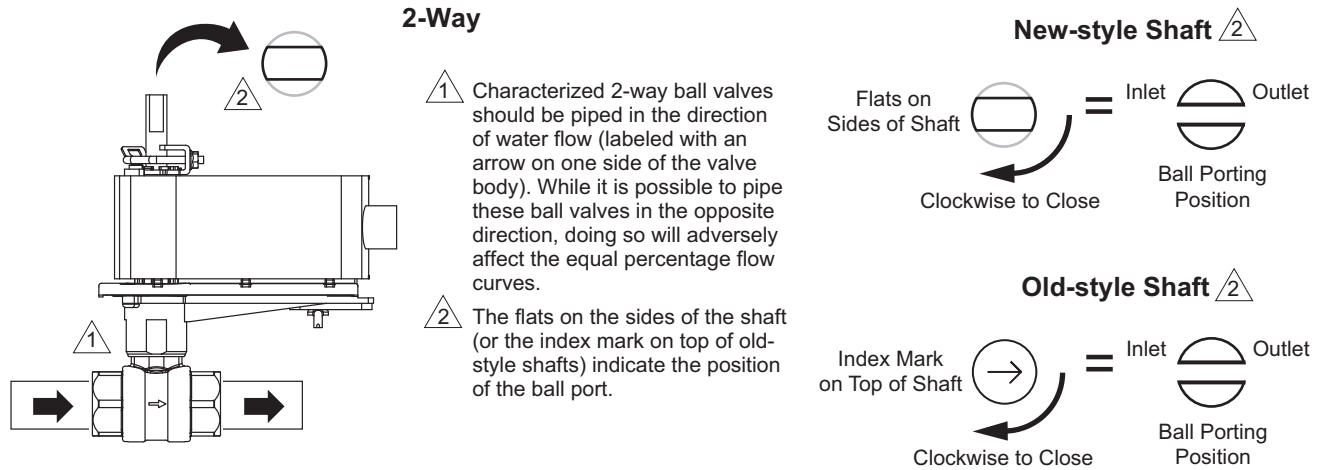 2-Way
2
1
1 Characterized 2-way ball valves
should be piped in the direction
of water flow (labeled with an
arrow on one side of the valve
body). While it is possible to pipe
these ball valves in the opposite
direction, doing so will adversely
affect the equal percentage flow
curves.
2 The flats on the sides of the shaft
(or the index mark on top of old-
style shafts) indicate the position
of the ball port.
New-style Shaft 2
Flats on
Sides of Shaft
Clockwise to Close
=
Inlet
Outlet
Ball Porting
Position
Old-style Shaft 2
Index Mark
on Top of Shaft
Clockwise to Close
=
Inlet
Outlet
Ball Porting
Position